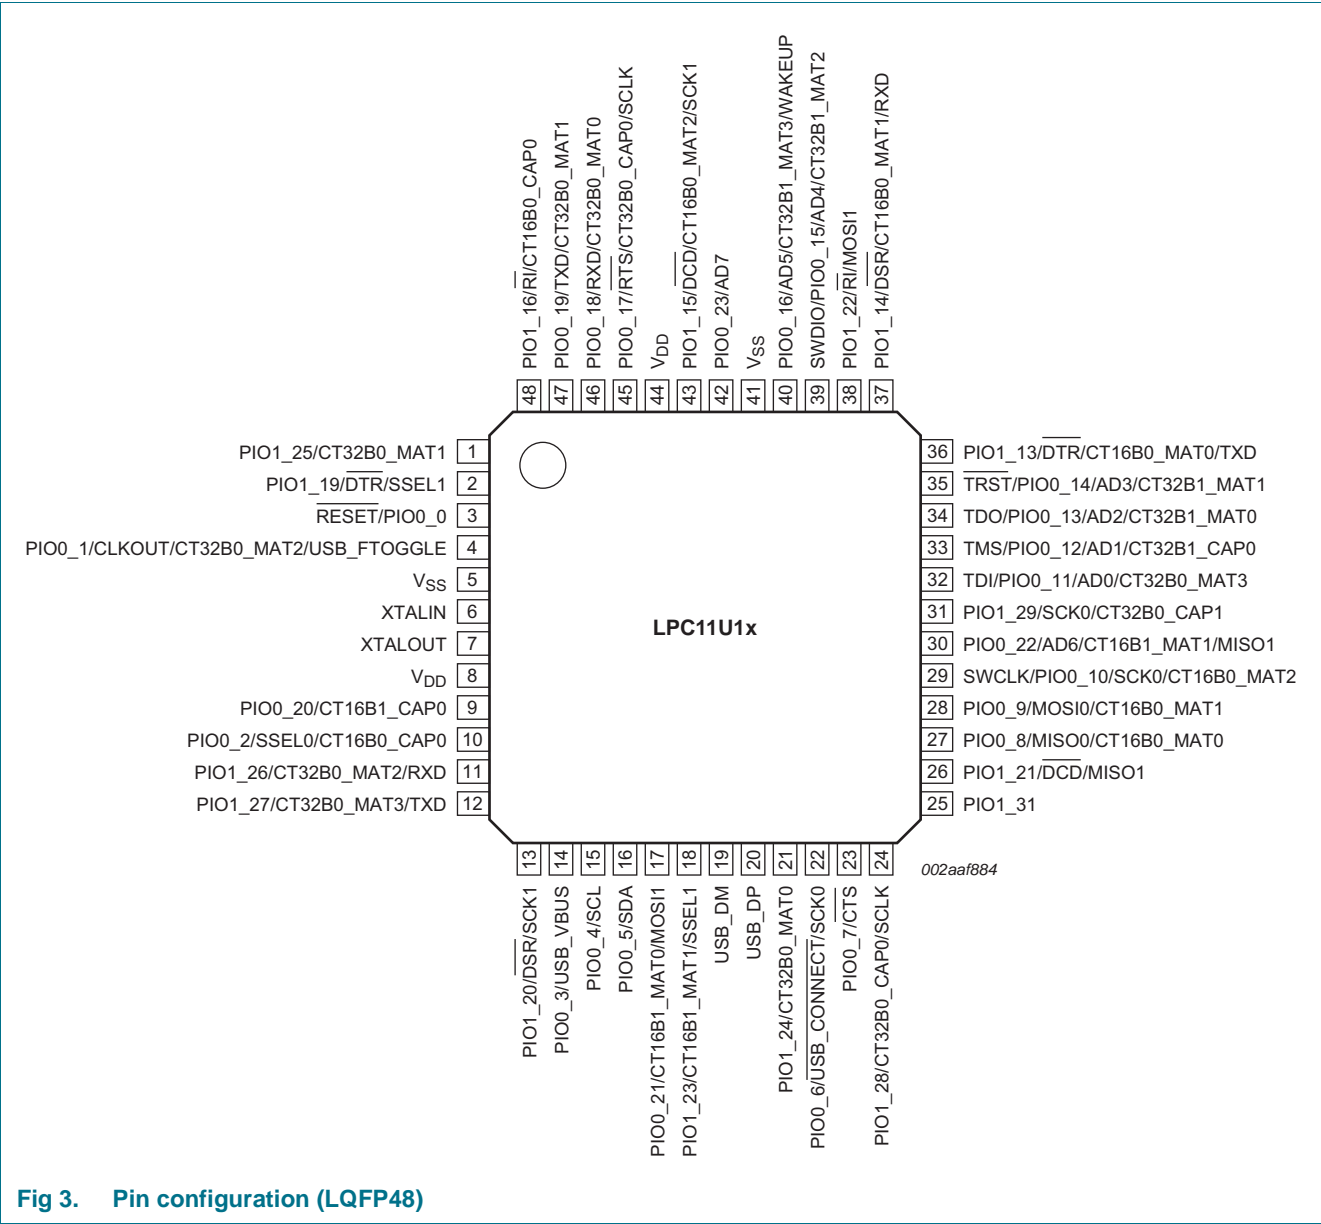 48 PIO1_16/RI/CT16B0_CAP0
47 PIO0_19/TXD/CT32B0_MAT1
46 PIO0_18/RXD/CT32B0_MAT0
45 PIO0_17/RTS/CT32B0_CAP0/SCLK
44 VDD
43 PIO1_15/DCD/CT16B0_MAT2/SCK1
42 PIO0_23/AD7
41 VSS
40 PIO0_16/AD5/CT32B1_MAT3/WAKEUP
39 SWDIO/PIO0_15/AD4/CT32B1_MAT2
38 PIO1_22/RI/MOSI1
37 PIO1_14/DSR/CT16B0_MAT1/RXD
PIO1_25/CT32B0_MAT1 1
PIO1_19/DTR/SSEL1 2
RESET/PIO0_0 3
PIO0_1/CLKOUT/CT32B0_MAT2/USB_FTOGGLE 4
VSS 5
XTALIN 6
XTALOUT 7
VDD 8
PIO0_20/CT16B1_CAP0 9
PIO0_2/SSEL0/CT16B0_CAP0 10
PIO1_26/CT32B0_MAT2/RXD 11
PIO1_27/CT32B0_MAT3/TXD 12
LPC11U1x
36 PIO1_13/DTR/CT16B0_MAT0/TXD
35 TRST/PIO0_14/AD3/CT32B1_MAT1
34 TDO/PIO0_13/AD2/CT32B1_MAT0
33 TMS/PIO0_12/AD1/CT32B1_CAP0
32 TDI/PIO0_11/AD0/CT32B0_MAT3
31 PIO1_29/SCK0/CT32B0_CAP1
30 PIO0_22/AD6/CT16B1_MAT1/MISO1
29 SWCLK/PIO0_10/SCK0/CT16B0_MAT2
28 PIO0_9/MOSI0/CT16B0_MAT1
27 PIO0_8/MISO0/CT16B0_MAT0
26 PIO1_21/DCD/MISO1
25 PIO1_31
13 PIO1_20/DSR/SCK1
14 PIO0_3/USB_VBUS
15 PIO0_4/SCL
16 PIO0_5/SDA
17 PIO0_21/CT16B1_MAT0/MOSI1
18 PIO1_23/CT16B1_MAT1/SSEL1
19 USB_DM
20 USB_DP
21 PIO1_24/CT32B0_MAT0
22 PIO0_6/USB_CONNECT/SCK0
23 PIO0_7/CTS
24 PIO1_28/CT32B0_CAP0/SCLK
002aaf884
Fig 3. Pin configuration (LQFP48)